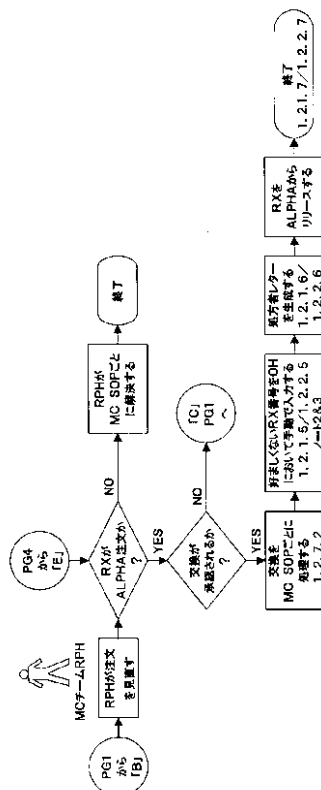 PG1
から
「B」
MCチームRPH
RPHが注文
を見直す
PG4
から
「E」
RXが
ALPHA注文か
?
NO
RPHが
MC SOPごと
に解決する
終了
YES
交換が
承認されるか
?
NO
「C」
PG1
へ
YES
交換を
MC SOPごとに
処理する
1. 2. 7. 2
好ましくないRX番号をOH
において手動で入力する
1. 2. 1. 5/1. 2. 2. 5
ノート2&3
処方者レター
を生成する
1. 2. 1. 6/
1. 2. 2. 6
RXを
ALPHAから
リリースする
終了
1. 2.1. 7/1. 2. 2. 7